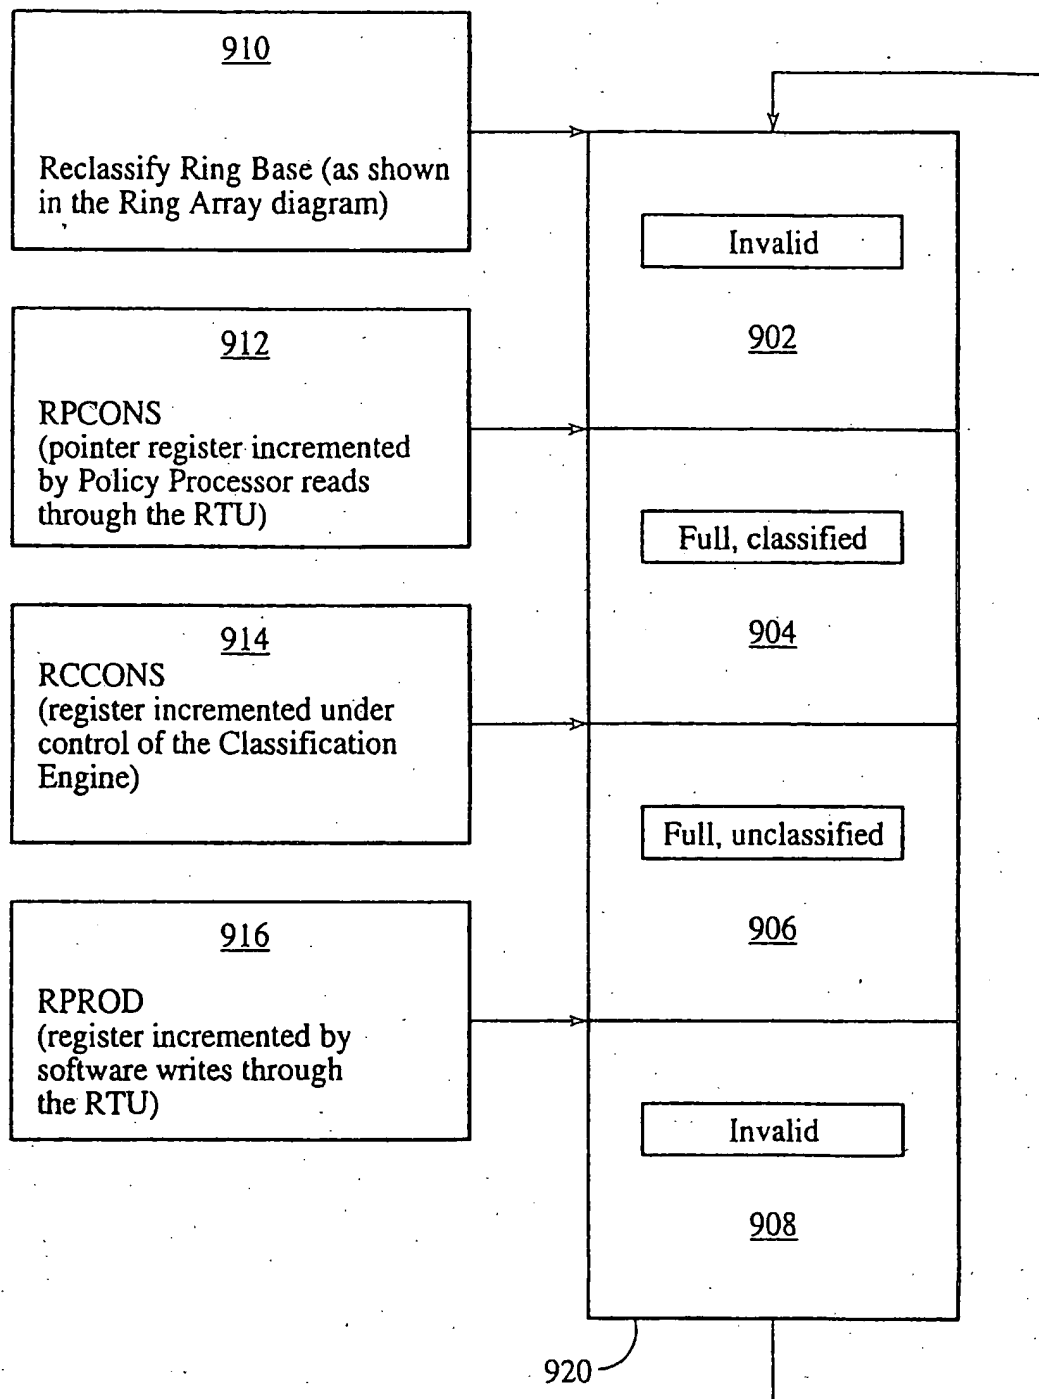 910
Reclassify Ring Base (as shown
in the Ring Array diagram)
Invalid
902
912
RPCONS
(pointer register incremented
by Policy Processor reads
through the RTU)
Full, classified
904
914
RCCONS
(register incremented under
control of the Classification
Engine)
Full, unclassified
906
916
RPROD
(register incremented by
software writes through
the RTU)
Invalid
908
920